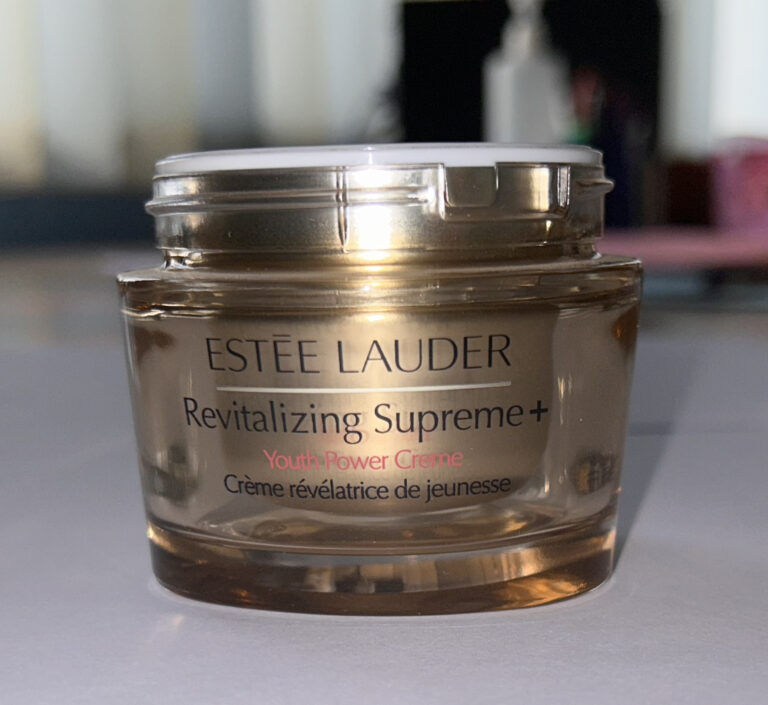 ESTĒE LAUDER
Revitalizing Supreme+
Youth Power Creme
Crème révélatrice de jeunesse